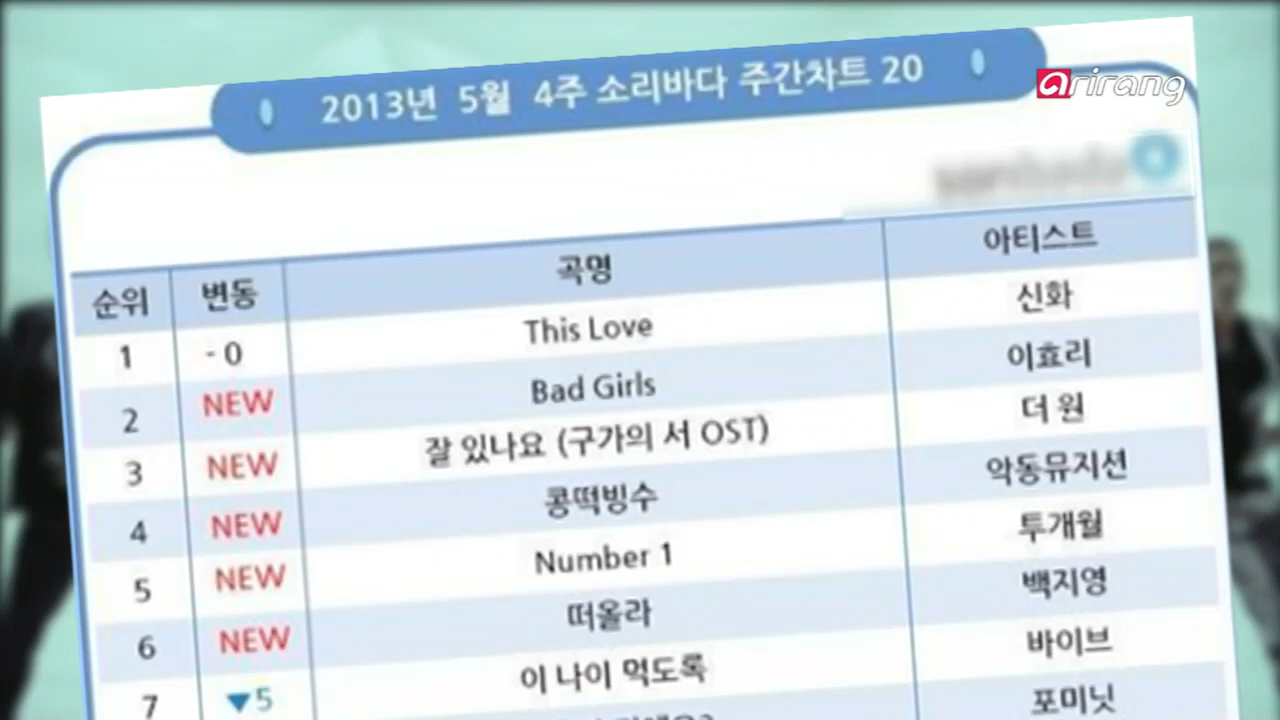 2013년 5월 4주 소리바다 주간차트 20
arirang
순위 변동 곡명 아티스트
1 - 0 This Love 신화
2 NEW Bad Girls 이효리
3 NEW 잘 있나요 (구가의 서 OST) 더 원
4 NEW 콩떡빙수 악동뮤지션
5 NEW Number 1 투개월
6 NEW 떠올라 백지영
7 ▼5 이 나이 먹도록 바이브
포미닛